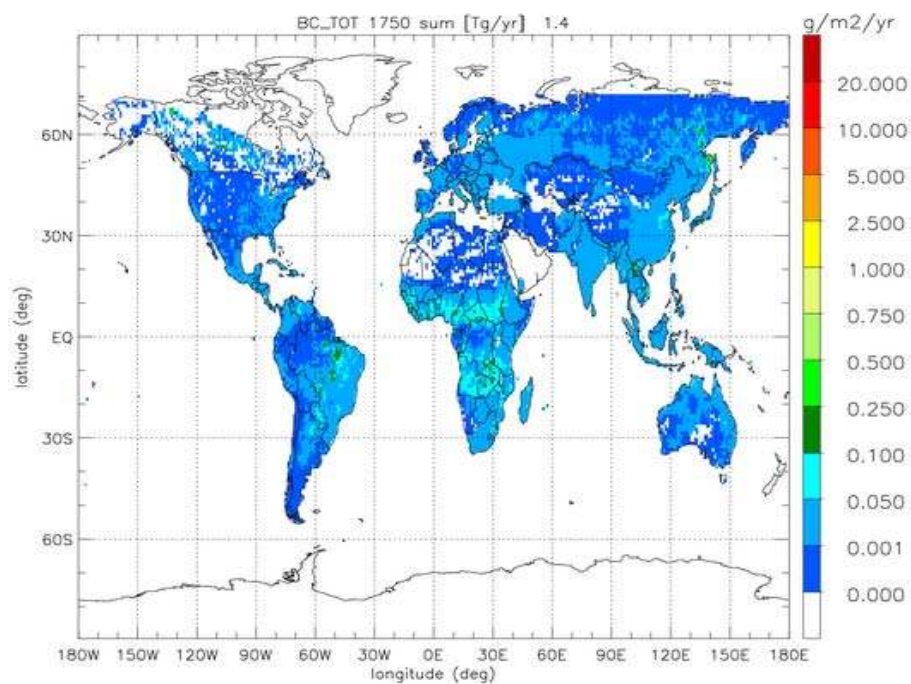 BC_TOT 1750 sum [Tg/yr] 1.4
g/m2/yr
20.000
10.000
5.000
2.500
1.000
0.750
0.500
0.250
0.100
0.050
0.001
0.000
latitude (deg)
60N
30N
EQ
30S
60S
180W 150W 120W 90W 60W 30W 0E 30E 60E 90E 120E 150E 180E
longitude (deg)